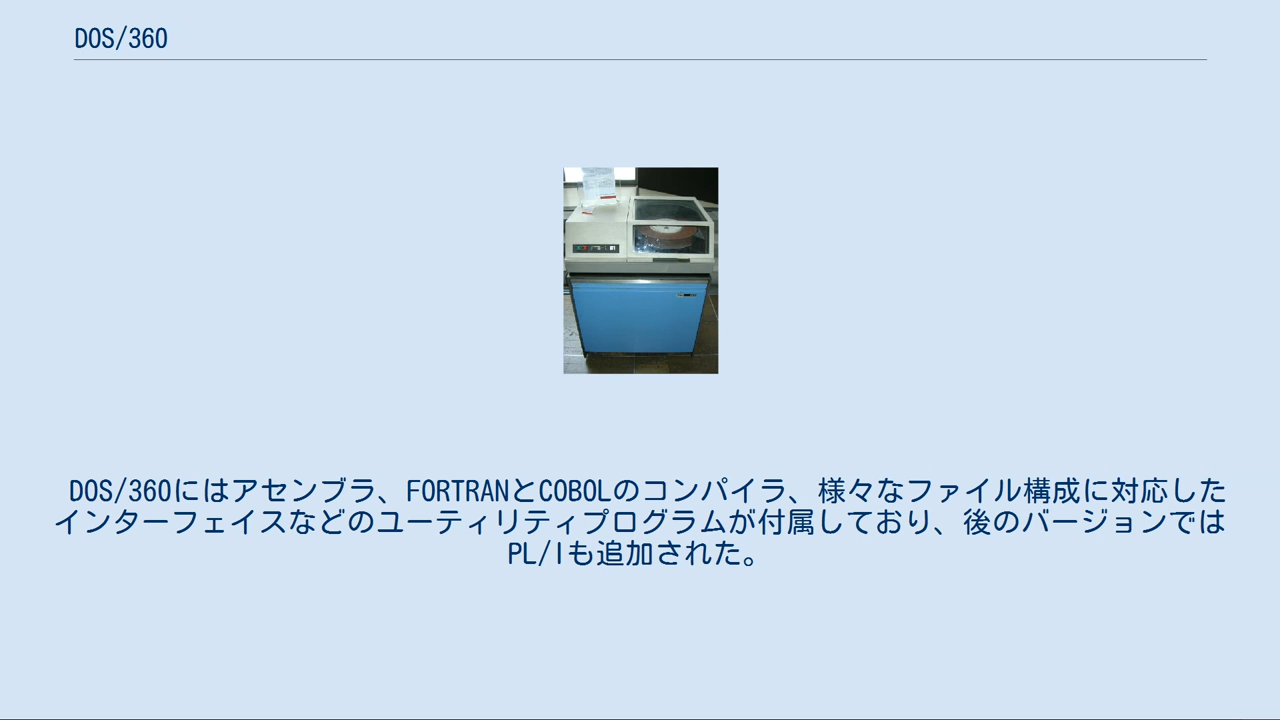 DOS/360
DOS/360にはアセンブラ、FORTRANとCOBOLのコンパイラ、様々なファイル構成に対応した
インターフェイスなどのユーティリティプログラムが付属しており、後のバージョンでは
PL/Iも追加された。